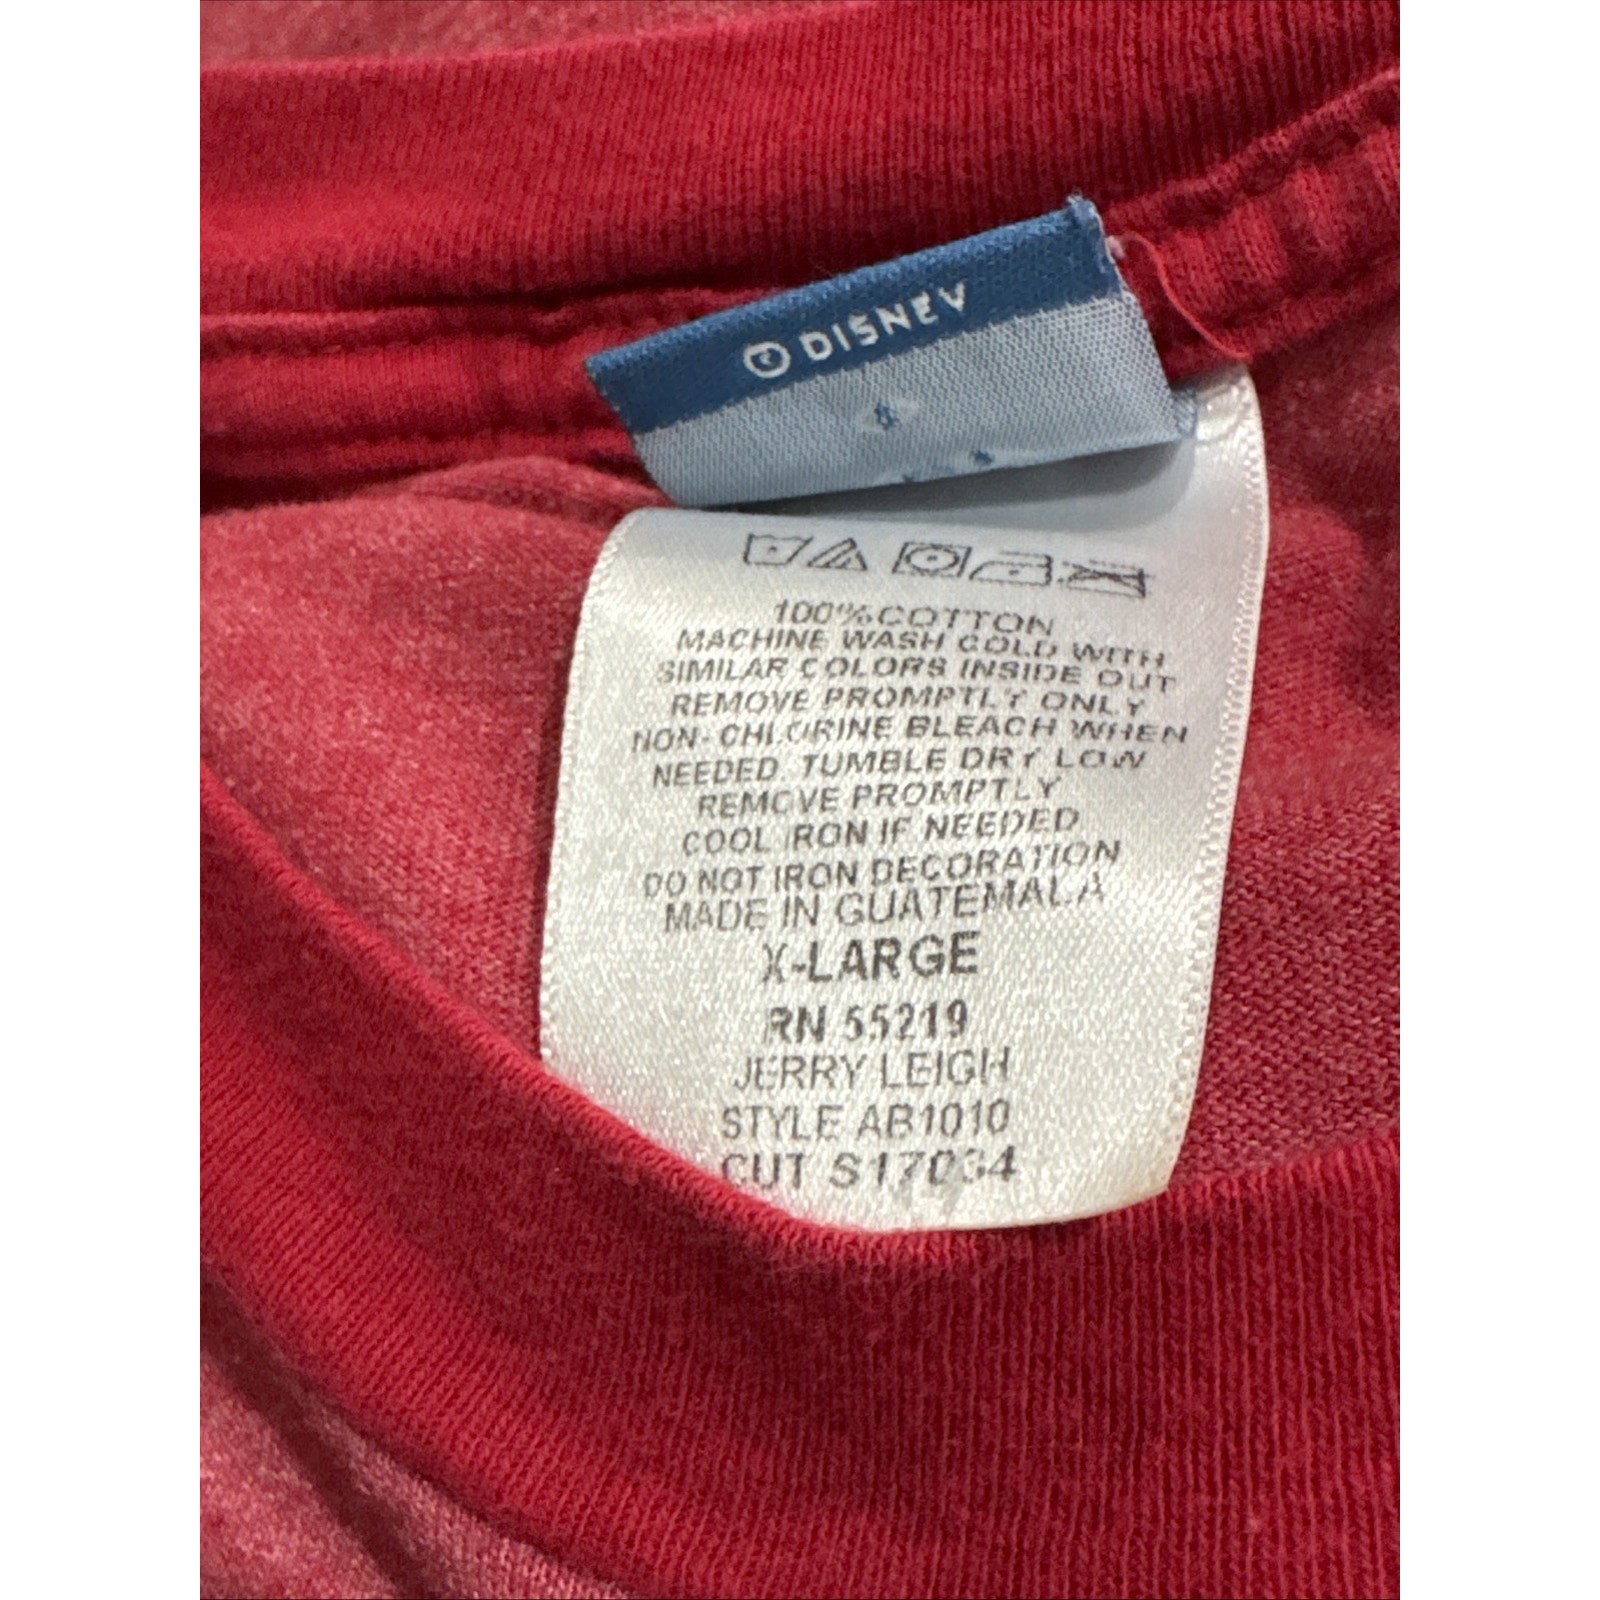 © DISNEY
100% COTTON
MACHINE WASH COLD WITH
SIMILAR COLORS INSIDE OUT
REMOVE PROMPTLY ONLY
NON-CHLORINE BLEACH WHEN
NEEDED. TUMBLE DRY LOW
REMOVE PROMPTLY
COOL IRON IF NEEDED
DO NOT IRON DECORATION
MADE IN GUATEMALA
X-LARGE
RN 55219
JERRY LEIGH
STYLE AB1010
CUT S17034